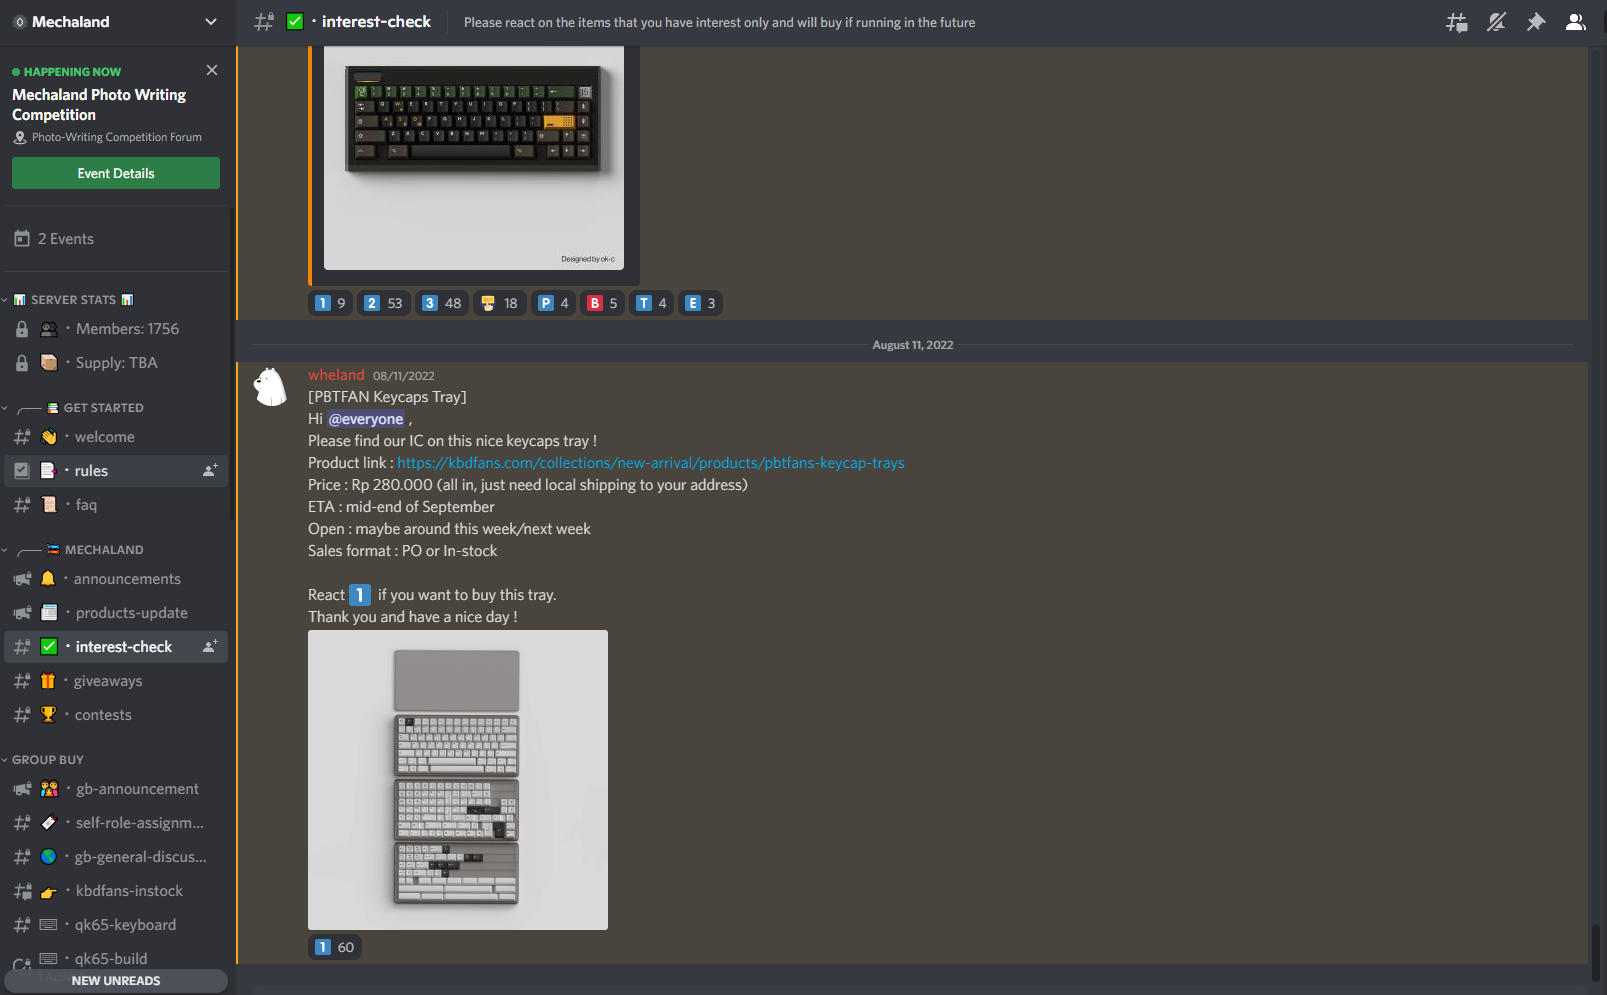 Mechaland
HAPPENING NOW
Mechaland Photo Writing
Competition
Photo-Writing Competition Forum
Event Details
2 Events
SERVER STATS
Members: 1756
Supply: TBA
GET STARTED
welcome
rules
faq
MECHALAND
announcements
products-update
interest-check
giveaways
contests
GROUP BUY
gb-announcement
self-role-assignm...
gb-general-discus...
kbdfans-instock
qk65-keyboard
qk65-build
NEW UNREADS
interest-check
Please react on the items that you have interest only and will buy if running in the future
Designed by ok-c
1 9 2 53 3 48 18 P 4 B 5 T 4 E 3
August 11, 2022
wheland 08/11/2022
[PBTFAN Keycaps Tray]
Hi @everyone ,
Please find our IC on this nice keycaps tray !
Product link : https://kbdfans.com/collections/new-arrival/products/pbtfans-keycap-trays
Price : Rp 280.000 (all in, just need local shipping to your address)
ETA : mid-end of September
Open : maybe around this week/next week
Sales format : PO or In-stock
React 1 if you want to buy this tray.
Thank you and have a nice day !
1 60